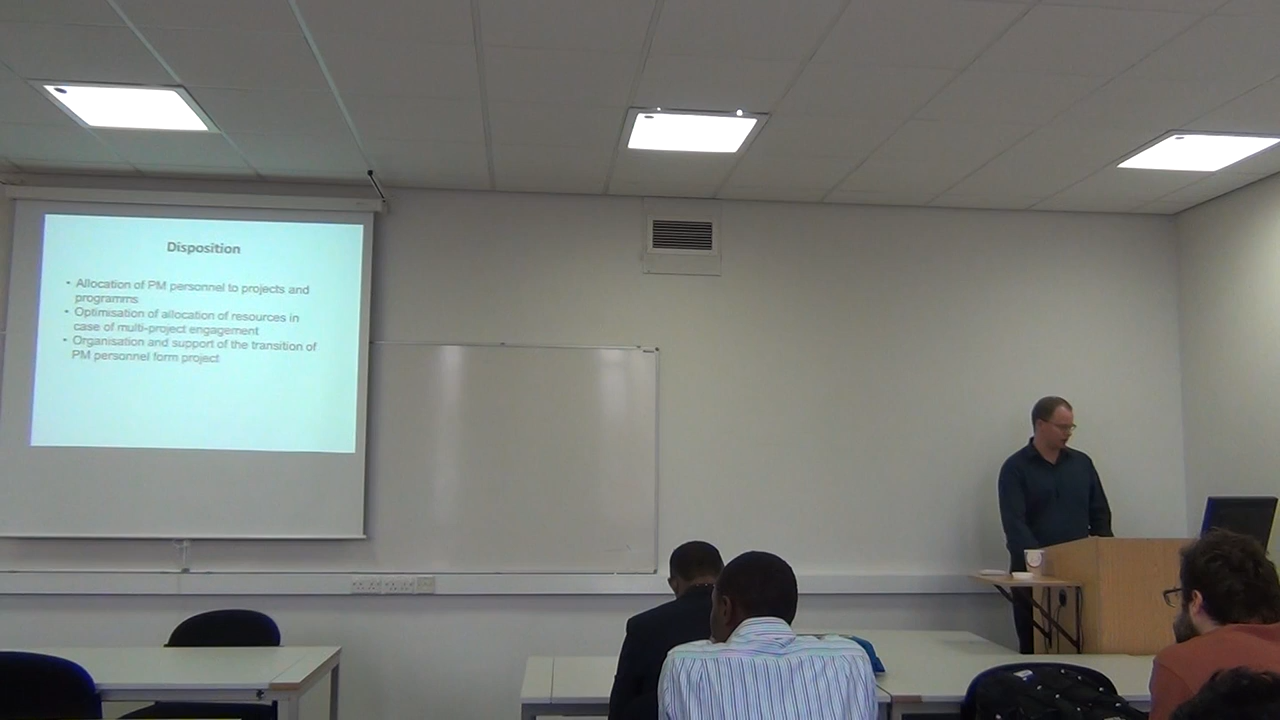 Disposition
• Allocation of PM personnel to projects and
programms
• Optimisation of allocation of resources in
case of multi-project engagement
• Organisation and support of the transition of
PM personnel form project